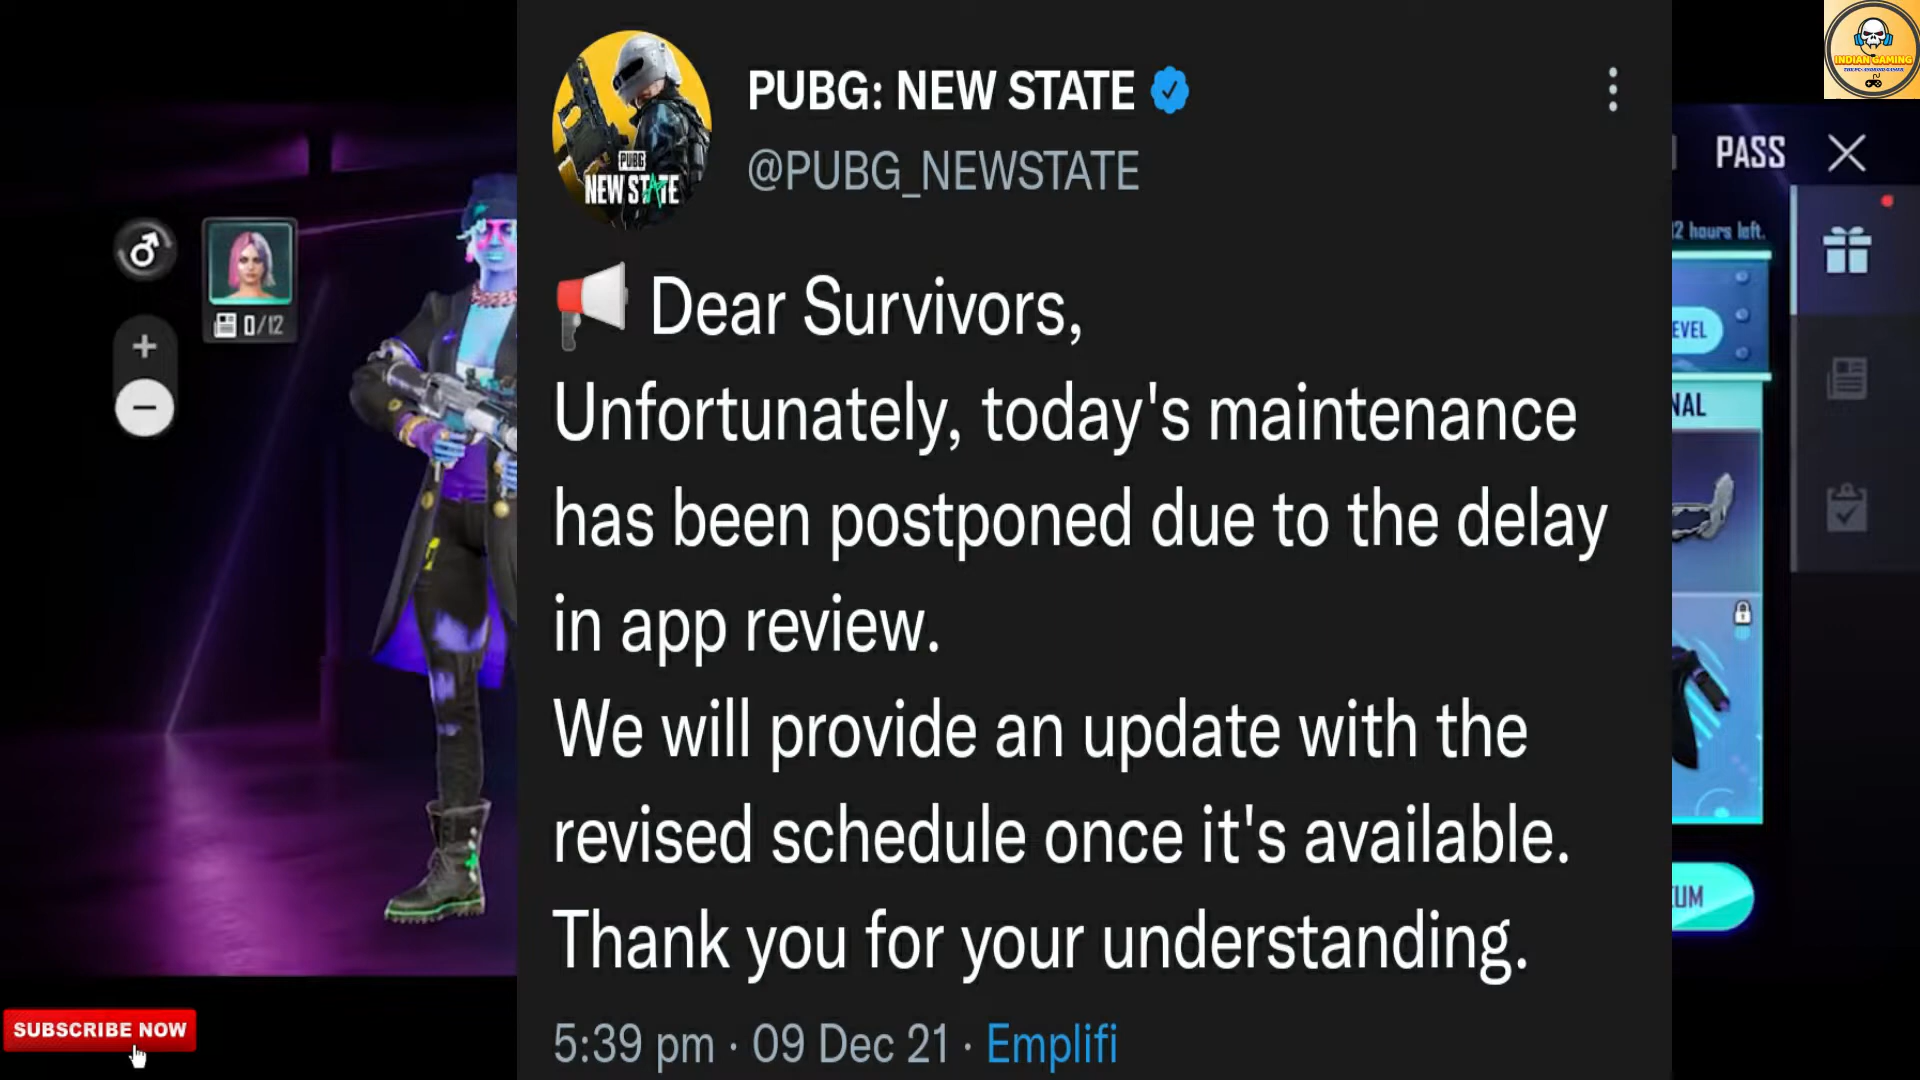 INDIAN GAMING
PUBG: NEW STATE
@PUBG_NEWSTATE
PUBG
NEW STATE
PASS
2 hours left.
0/12
EVEL
NAL
Dear Survivors,
Unfortunately, today's maintenance
has been postponed due to the delay
in app review.
We will provide an update with the
revised schedule once it's available.
Thank you for your understanding.
UM
5:39 pm · 09 Dec 21 · Emplifi
SUBSCRIBE NOW